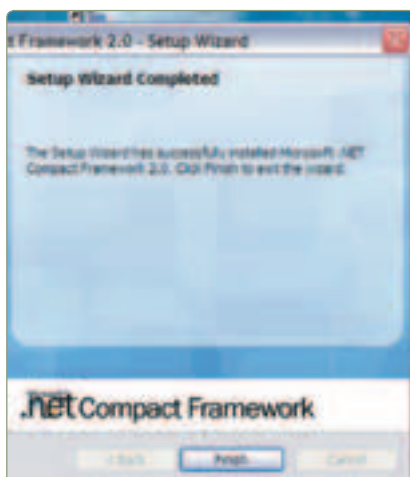 t Framework 2.0 - Setup Wizard
Setup Wizard Completed
The Setup Wizard has successfully installed Microsoft .NET
Compact Framework 2.0. Click Finish to exit the wizard.
.net Compact Framework
< Back
Finish
Cancel